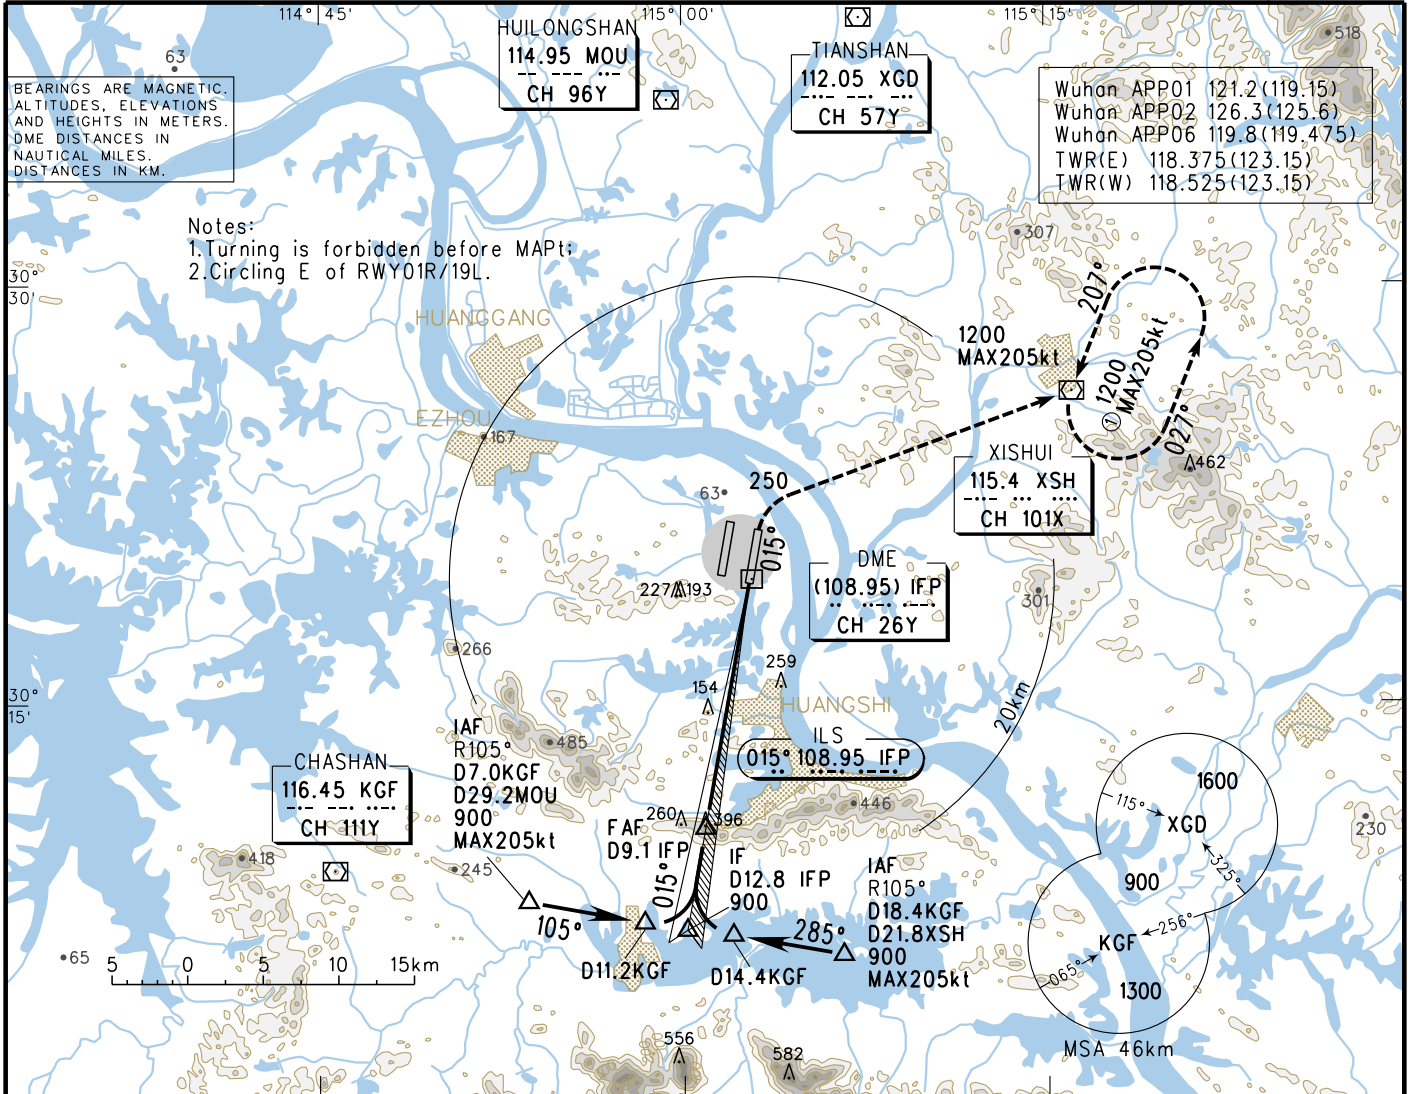 114° 45'
115° 00'
115° 15'
HUILONGSHAN
114.95 MOU
CH 96Y
TIANSHAN
112.05 XGD
CH 57Y
518
63
BEARINGS ARE MAGNETIC.
ALTITUDES, ELEVATIONS
AND HEIGHTS IN METERS.
DME DISTANCES IN
NAUTICAL MILES.
DISTANCES IN KM.
Wuhan APP01 121.2(119.15)
Wuhan APP02 126.3(125.6)
Wuhan APP06 119.8(119.475)
TWR(E) 118.375(123.15)
TWR(W) 118.525(123.15)
Notes:
1.Turning is forbidden before MAPt;
2.Circling E of RWY01R/19L.
307
30°
30'
207°
HUANGGANG
1200
MAX205kt
1200
MAX205kt
1
027°
EZHOU
167
XISHUI
115.4 XSH
CH 101X
462
63
250
015°
DME
(108.95) IFP
CH 26Y
227
193
301
266
259
154
30°
15'
HUANGSHI
20km
IAF
R105°
D7.0KGF
D29.2MOU
900
MAX205kt
485
ILS
015° 108.95 IFP
CHASHAN
116.45 KGF
CH 111Y
446
260
396
FAF
D9.1 IFP
418
245
015°
IF
D12.8 IFP
900
IAF
R105°
D18.4KGF
D21.8XSH
900
MAX205kt
105°
285°
D11.2KGF
D14.4KGF
65
5 0 5 10 15km
1600
115°
XGD
325°
900
256°
KGF
065°
1300
MSA 46km
230
556
582